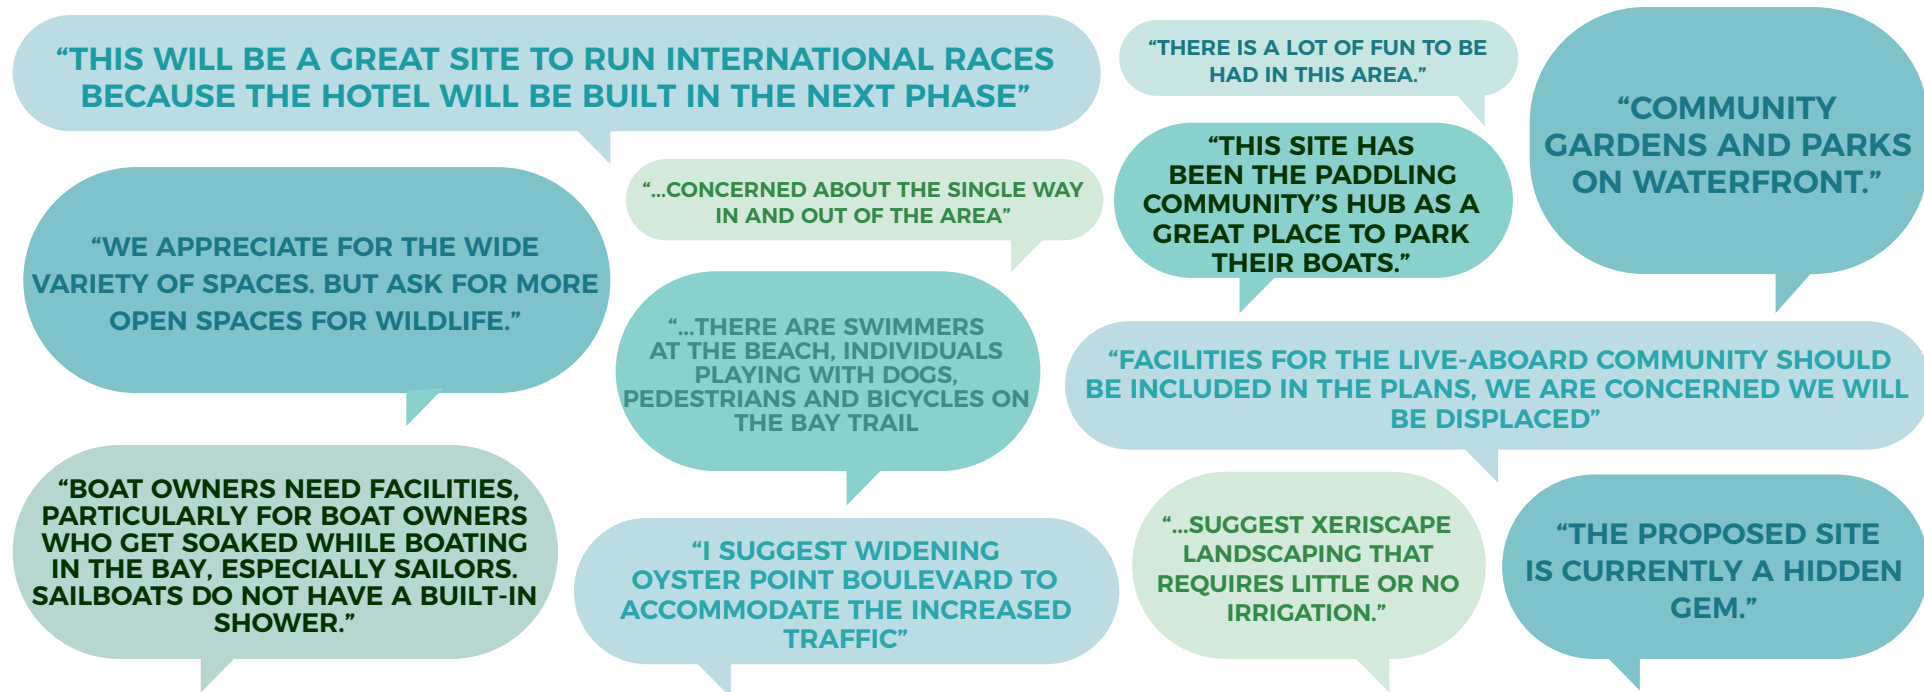 “THIS WILL BE A GREAT SITE TO RUN INTERNATIONAL RACES
BECAUSE THE HOTEL WILL BE BUILT IN THE NEXT PHASE”
“THERE IS A LOT OF FUN TO BE
HAD IN THIS AREA.”
“COMMUNITY
GARDENS AND PARKS
ON WATERFRONT.”
“THIS SITE HAS
BEEN THE PADDLING
COMMUNITY’S HUB AS A
GREAT PLACE TO PARK
THEIR BOATS.”
“...CONCERNED ABOUT THE SINGLE WAY
IN AND OUT OF THE AREA”
“WE APPRECIATE FOR THE WIDE
VARIETY OF SPACES. BUT ASK FOR MORE
OPEN SPACES FOR WILDLIFE.”
“...THERE ARE SWIMMERS
AT THE BEACH, INDIVIDUALS
PLAYING WITH DOGS,
PEDESTRIANS AND BICYCLES ON
THE BAY TRAIL
“FACILITIES FOR THE LIVE-ABOARD COMMUNITY SHOULD
BE INCLUDED IN THE PLANS, WE ARE CONCERNED WE WILL
BE DISPLACED”
“BOAT OWNERS NEED FACILITIES,
PARTICULARLY FOR BOAT OWNERS
WHO GET SOAKED WHILE BOATING
IN THE BAY, ESPECIALLY SAILORS.
SAILBOATS DO NOT HAVE A BUILT-IN
SHOWER.”
“I SUGGEST WIDENING
OYSTER POINT BOULEVARD TO
ACCOMMODATE THE INCREASED
TRAFFIC”
“...SUGGEST XERISCAPE
LANDSCAPING THAT
REQUIRES LITTLE OR NO
IRRIGATION.”
“THE PROPOSED SITE
IS CURRENTLY A HIDDEN
GEM.”